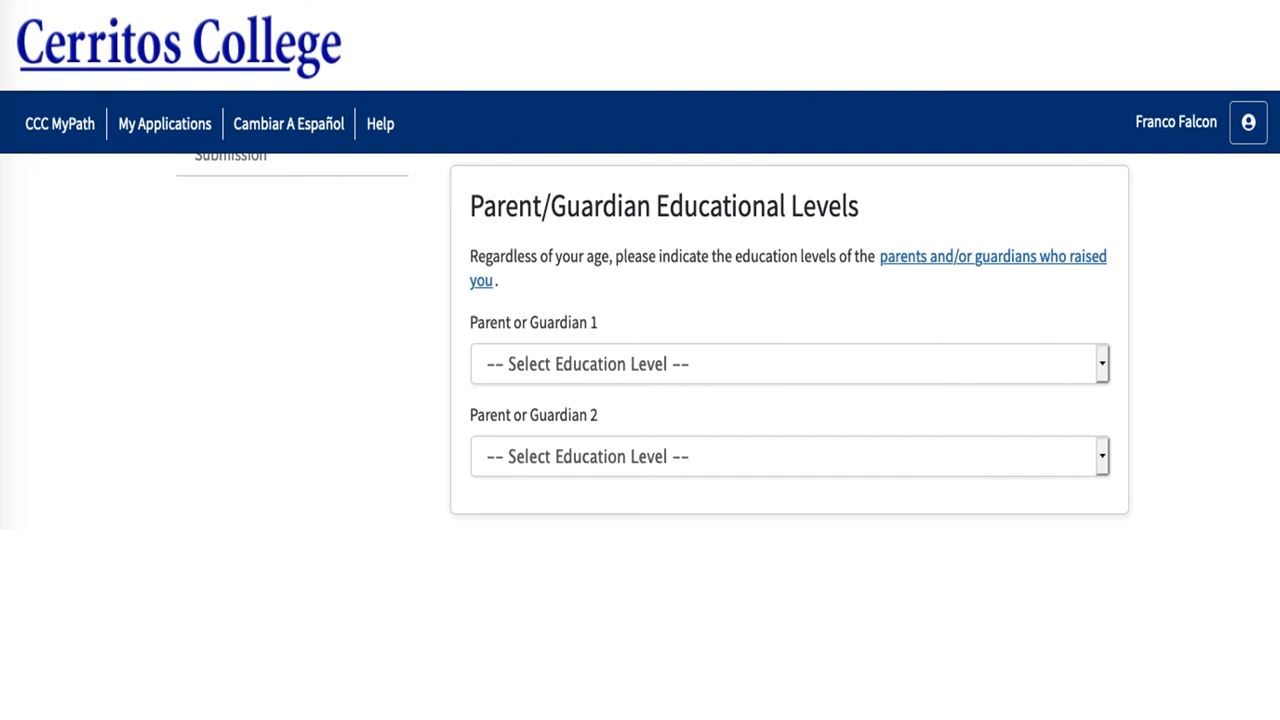 Cerritos College
CCC MyPath
My Applications
Cambiar A Español
Help
Franco Falcon
Submission
Parent/Guardian Educational Levels
Regardless of your age, please indicate the education levels of the parents and/or guardians who raised
you .
Parent or Guardian 1
-- Select Education Level --
Parent or Guardian 2
-- Select Education Level --